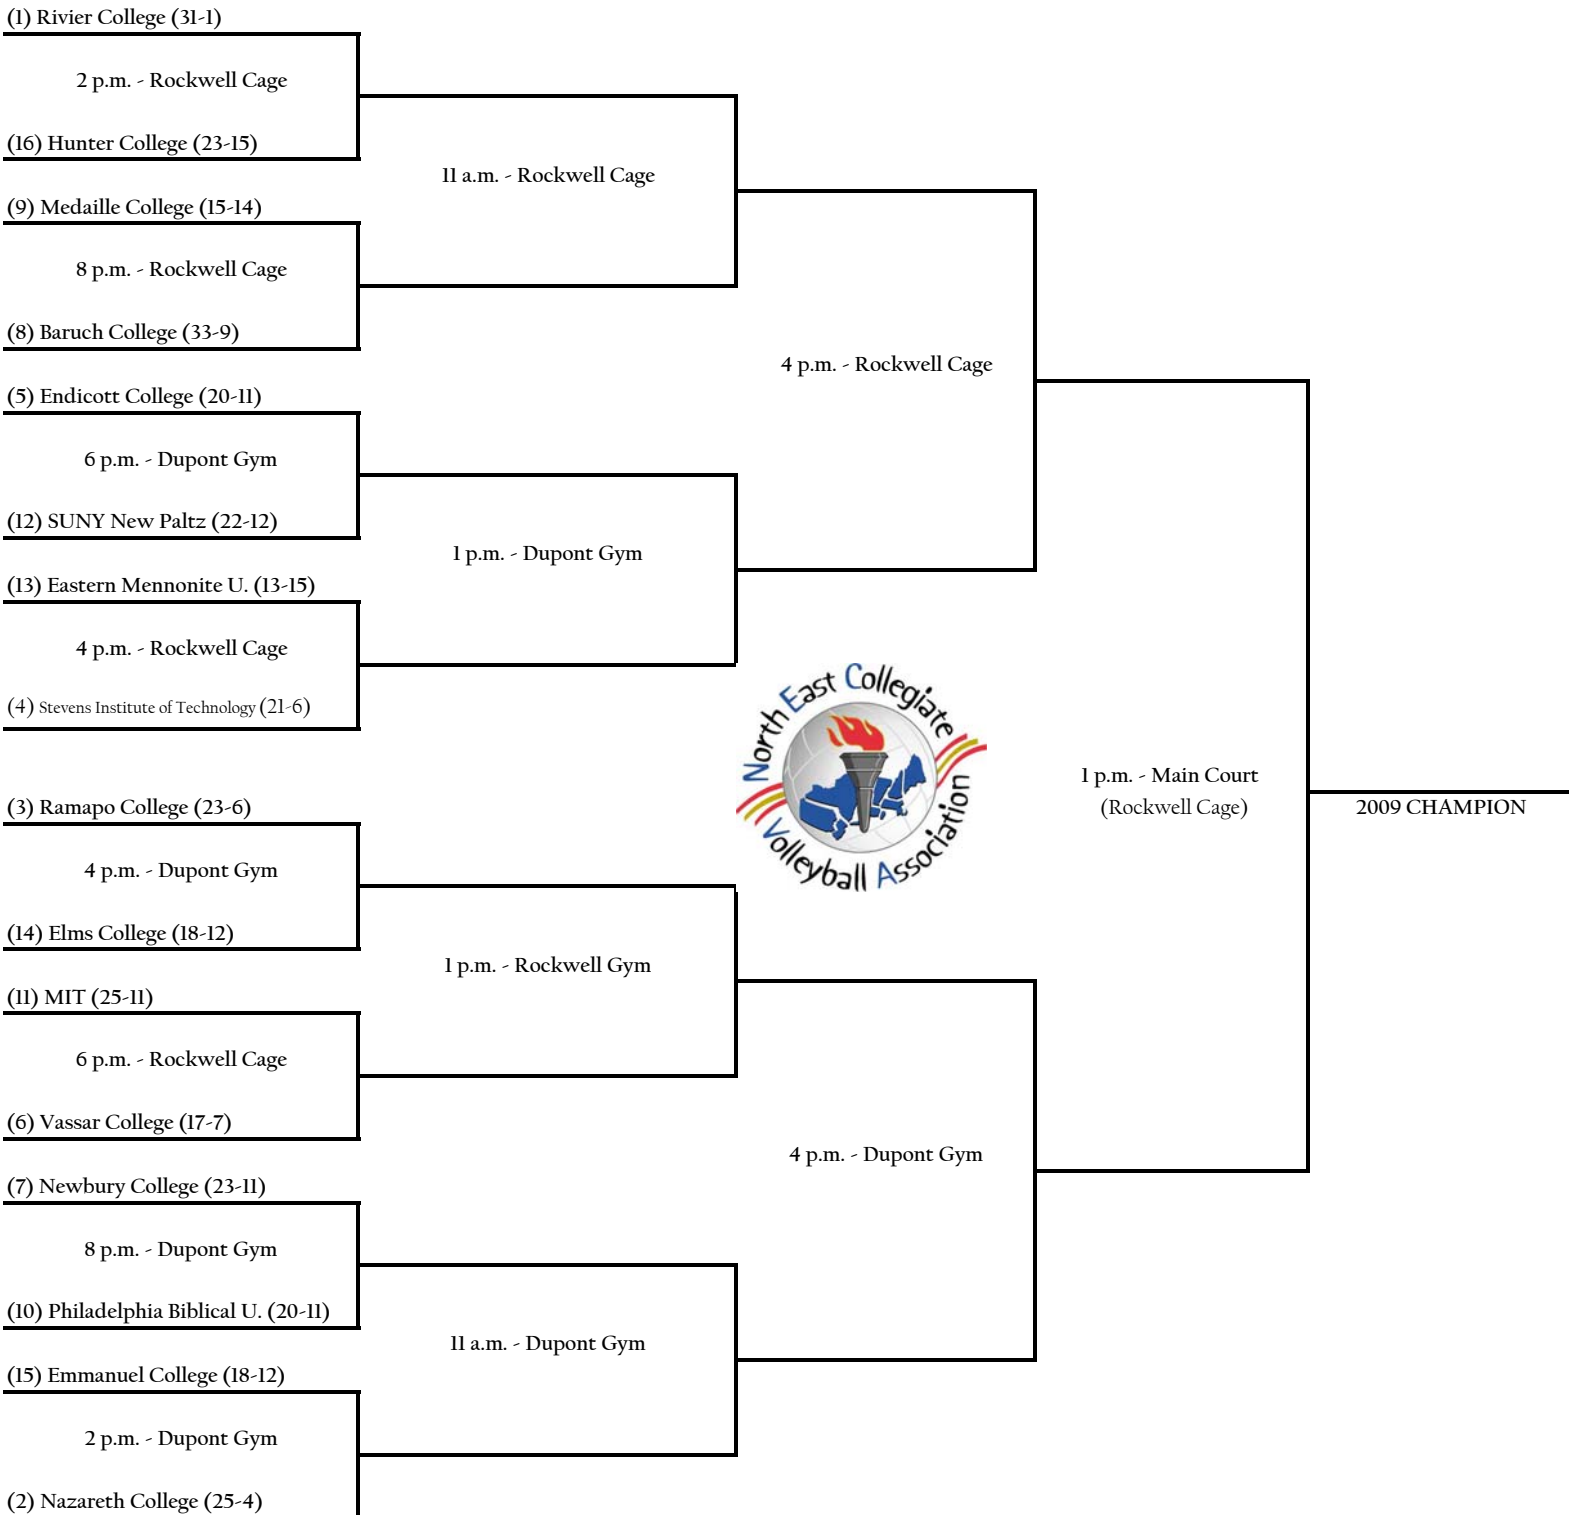 (1) Rivier College (31-1)
2 p.m. - Rockwell Cage
(16) Hunter College (23-15)
11 a.m. - Rockwell Cage
(9) Medaille College (15-14)
8 p.m. - Rockwell Cage
(8) Baruch College (33-9)
4 p.m. - Rockwell Cage
(5) Endicott College (20-11)
6 p.m. - Dupont Gym
(12) SUNY New Paltz (22-12)
1 p.m. - Dupont Gym
(13) Eastern Mennonite U. (13-15)
4 p.m. - Rockwell Cage
(4) Stevens Institute of Technology (21-6)
North East Collegiate
Volleyball Association
1 p.m. - Main Court
(Rockwell Cage)
2009 CHAMPION
(3) Ramapo College (23-6)
4 p.m. - Dupont Gym
(14) Elms College (18-12)
1 p.m. - Rockwell Gym
(11) MIT (25-11)
6 p.m. - Rockwell Cage
(6) Vassar College (17-7)
4 p.m. - Dupont Gym
(7) Newbury College (23-11)
8 p.m. - Dupont Gym
(10) Philadelphia Biblical U. (20-11)
11 a.m. - Dupont Gym
(15) Emmanuel College (18-12)
2 p.m. - Dupont Gym
(2) Nazareth College (25-4)